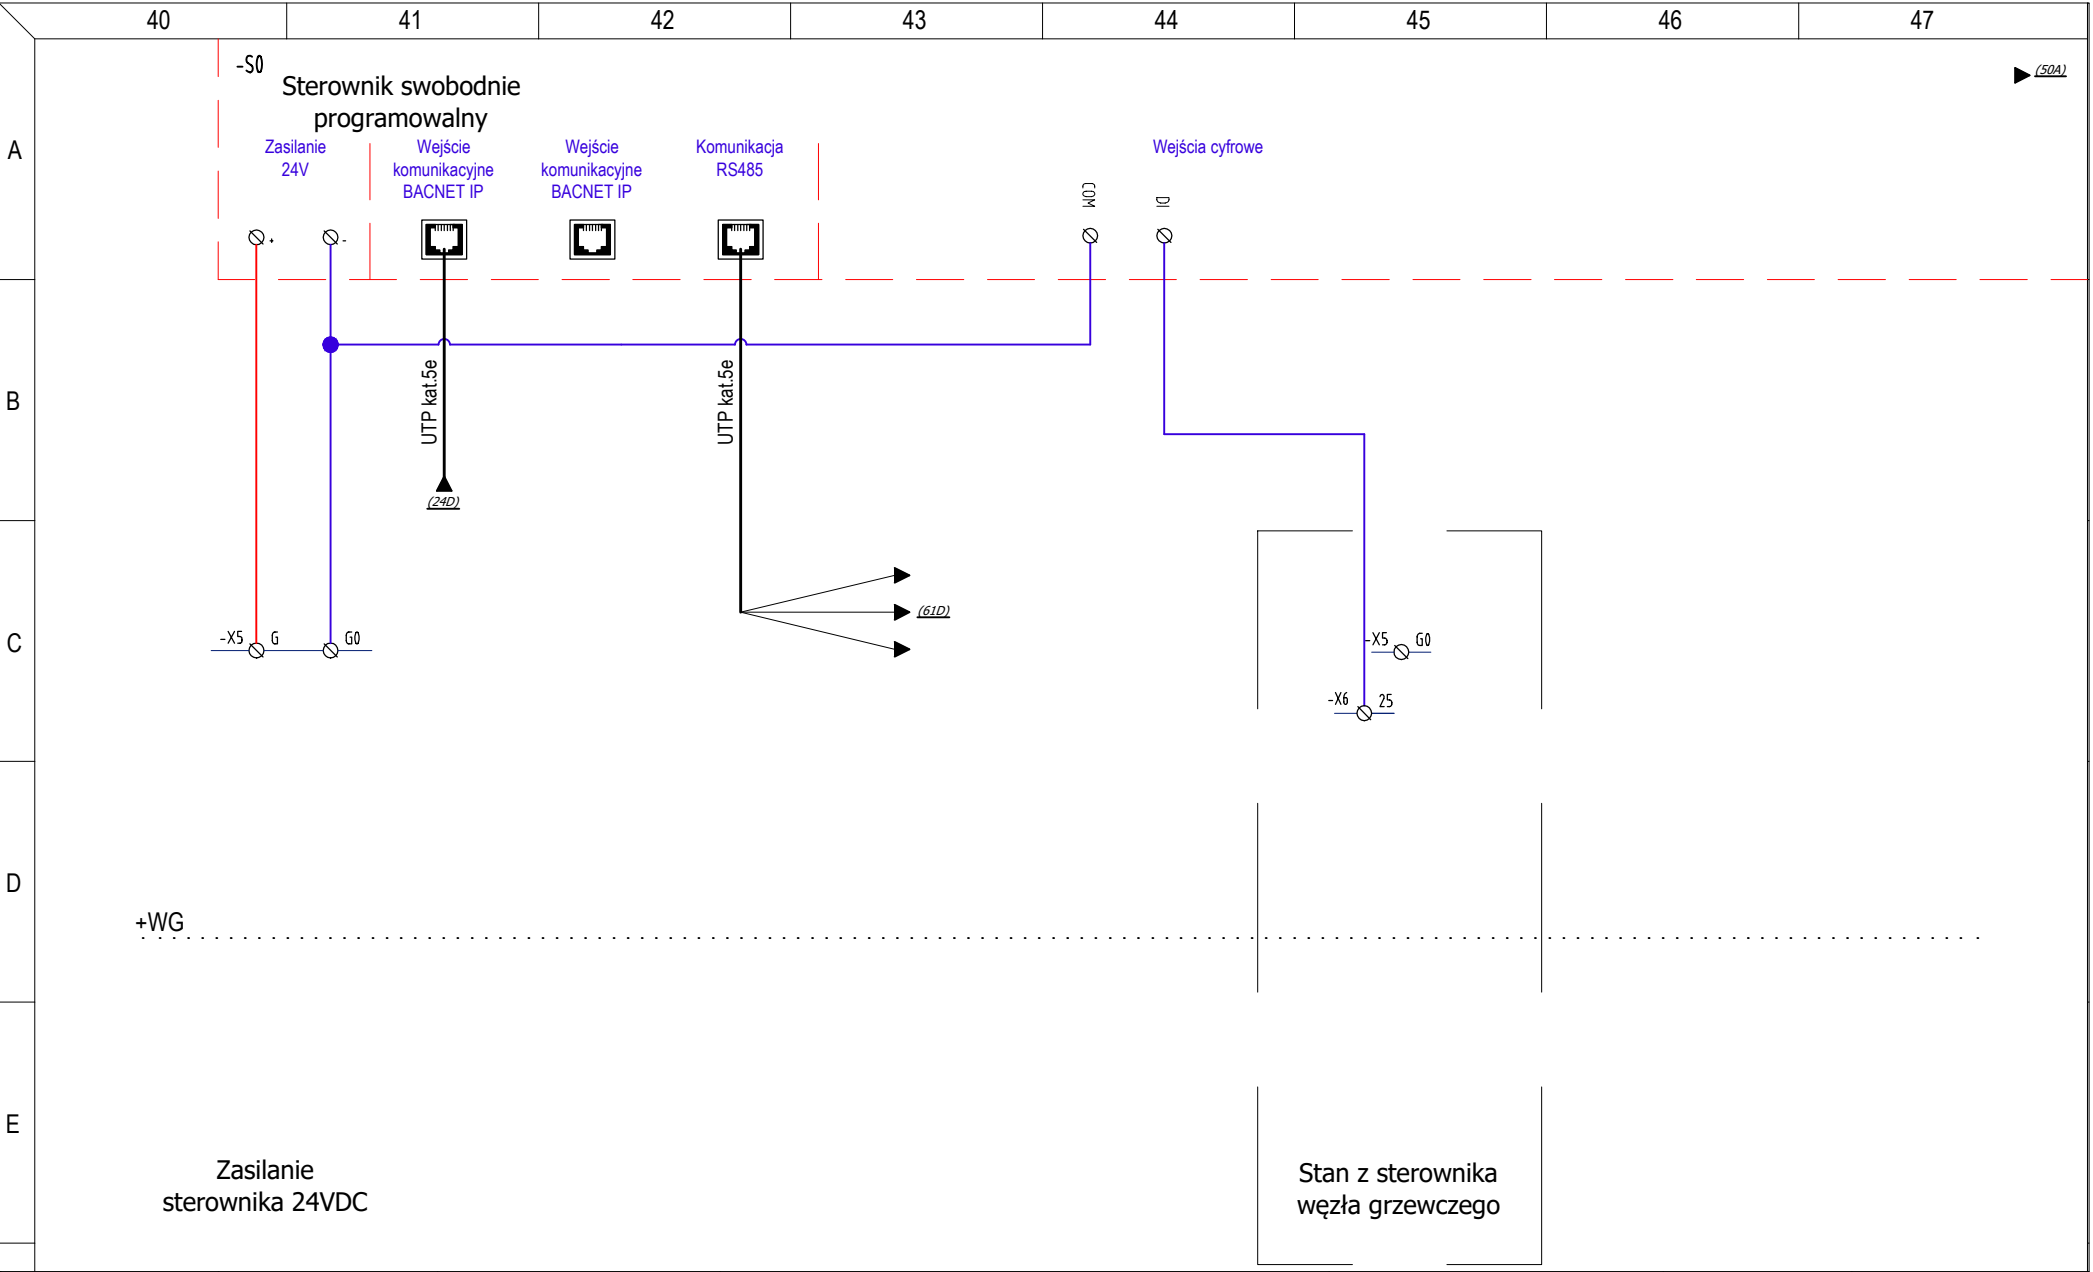 40 41 42 43 44 45 46 47
-S0
(50A)
Sterownik swobodnie
programowalny
A
Zasilanie
24V
Wejście
komunikacyjne
BACNET IP
Wejście
komunikacyjne
BACNET IP
Komunikacja
RS485
Wejścia cyfrowe
COM
DI
+
-
B
UTP kat.5e
UTP kat.5e
(24D)
(61D)
C
-X5 G G0
-X5 G0
-X6 25
D
+WG
E
Zasilanie
sterownika 24VDC
Stan z sterownika
węzła grzewczego